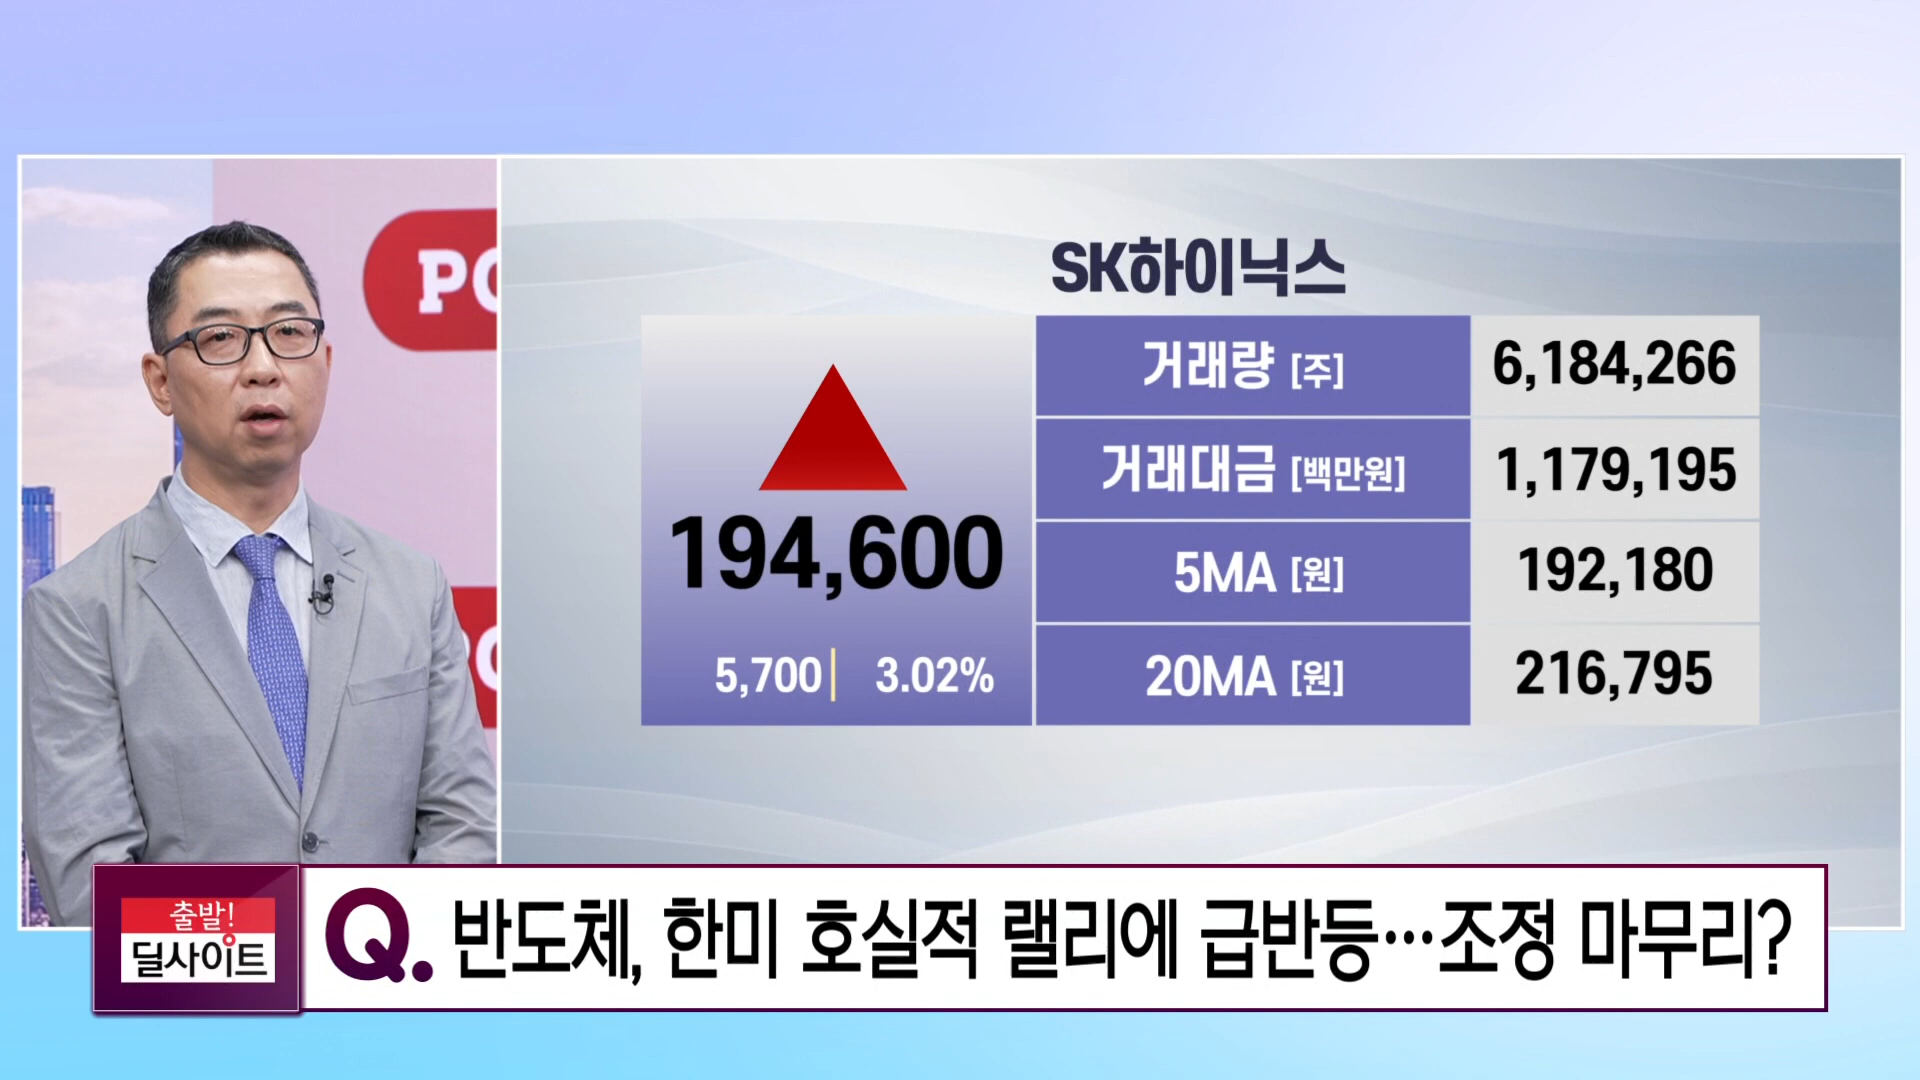 PO
PO
SK하이닉스
194,600
5,700 3.02%
거래량 [주] 6,184,266
거래대금 [백만원] 1,179,195
5MA [원] 192,180
20MA [원] 216,795
출발!
딜사이트
Q. 반도체, 한미 호실적 랠리에 급반등…조정 마무리?